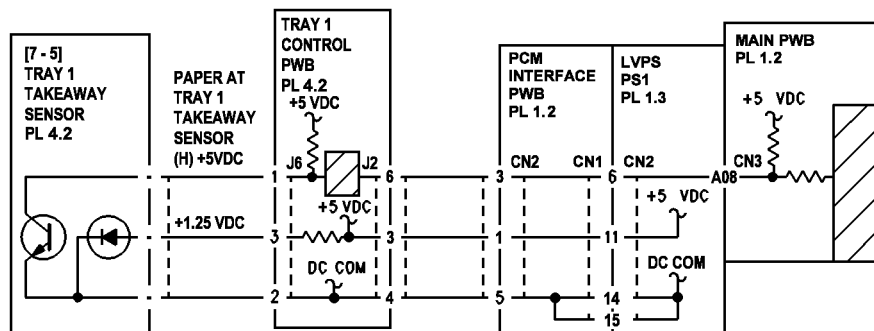 [7 - 5]
TRAY 1
TAKEAWAY
SENSOR
PL 4.2
PAPER AT
TRAY 1
TAKEAWAY
SENSOR
(H) +5VDC
+1.25 VDC
TRAY 1
CONTROL
PWB
PL 4.2
+5 VDC
J6
J2
1
6
+5 VDC
3
3
DC COM
2
4
PCM
INTERFACE
PWB
PL 1.2
LVPS
PS1
PL 1.3
CN2
CN1
CN2
3
6
1
11
5
14
15
+5 VDC
DC COM
MAIN PWB
PL 1.2
+5 VDC
A08
CN3